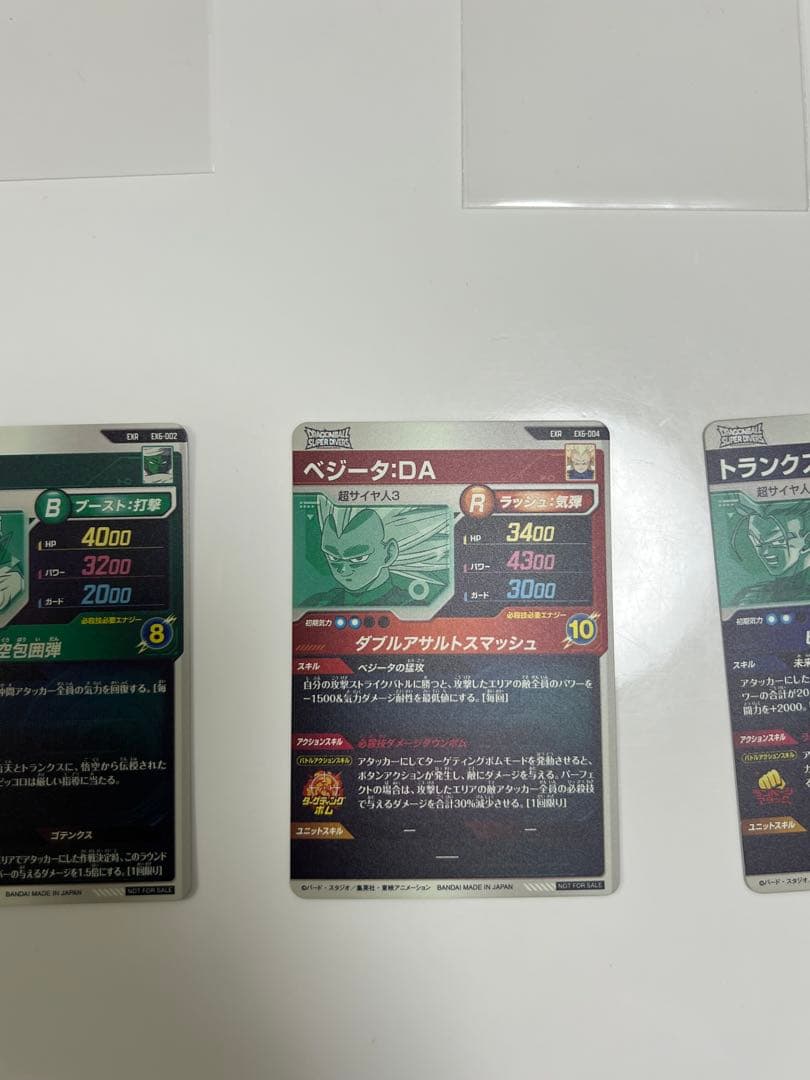 EXR EX6-002
B ブースト:打撃
HP 4000
パワー 3200
ガード 2000
必殺技必要エナジー
8
空包囲弾
仲間アタッカー全員の気力を回復する。[毎
天とトランクスに、悟空から伝授された
ピッコロは厳しい指導に当たる。
ゴテンクス
リアでアタッカーにした作戦決定時、このラウンド
バーの与えるダメージを1.5倍にする。[1回限り]
BANDAI MADE IN JAPAN NOT FOR SALE
DRAGONBALL
SUPER DIVERS
EXR EX6-004
ベジータ:DA
超サイヤ人3
R ラッシュ:気弾
HP 3400
パワー 4300
ガード 3000
初期気力
必殺技必要エナジー
10
ダブルアサルトスマッシュ
スキル ベジータの猛攻
自分の攻撃ストライクバトルに勝つと、攻撃したエリアの敵全員のパワーを
-1500&気力ダメージ耐性を最低値にする。[毎回]
アクションスキル 必殺技ダメージダウンボム
バトルアクションスキル
ターゲティング
ボム
アタッカーにしてターゲティングボムモードを発動させると、
ボタンアクションが発生し、敵にダメージを与える。パーフェ
クトの場合は、攻撃したエリアの敵アタッカー全員の必殺技
で与えるダメージを合計30%減少させる。[1回限り]
ユニットスキル ー ー
ー
©バード・スタジオ/集英社・東映アニメーション BANDAI MADE IN JAPAN NOT FOR SALE
DRAGONBALL
SUPER DIVERS
トランクス
超サイヤ人
初期気力
スキル 未来
アタッカーにした
ワーの合計が20
闘力を+2000。[
アクションスキル
バトルアクションスキル
ユニットスキル
©バード・スタジオ/